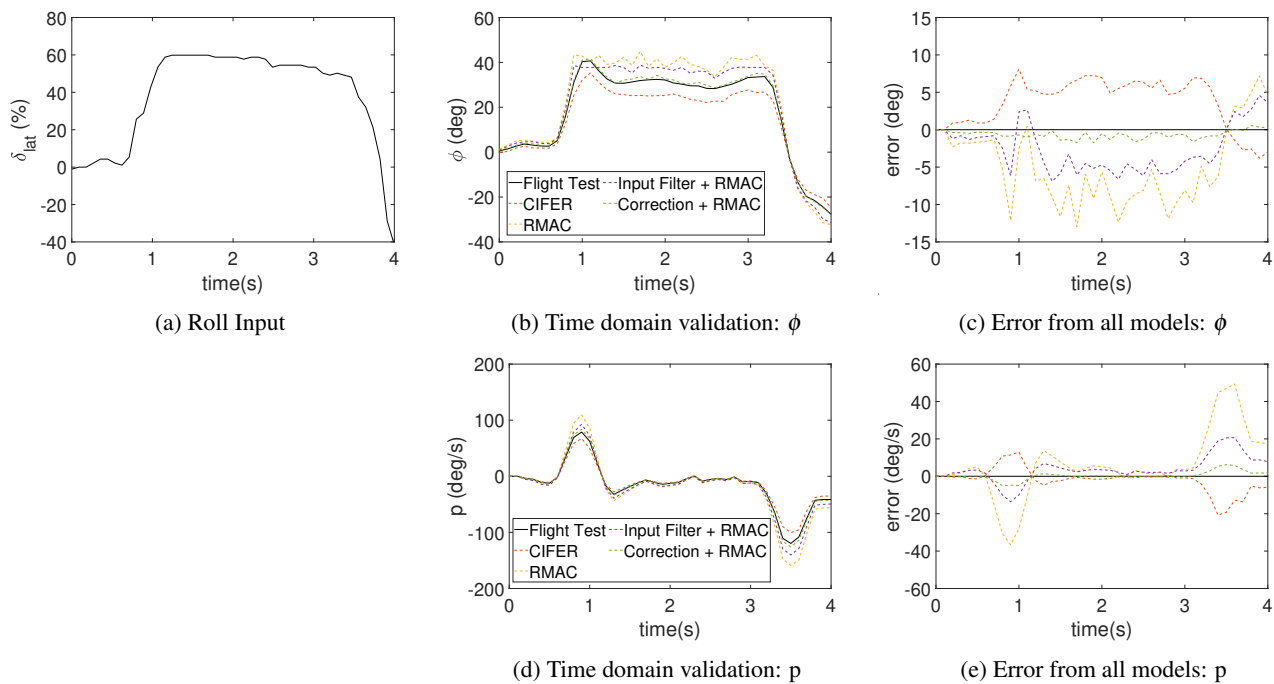 80
60
40
20
0
-20
-40
0 1 2 3 4
δlat (%)
time(s)
(a) Roll Input
60
40
20
0
-20
-40
0 1 2 3 4
ϕ (deg)
time(s)
Flight Test
CIFER
RMAC
Input Filter + RMAC
Correction + RMAC
(b) Time domain validation: ϕ
15
10
5
0
-5
-10
-15
0 1 2 3 4
error (deg)
time(s)
(c) Error from all models: ϕ
200
100
0
-100
-200
0 1 2 3 4
p (deg/s)
time(s)
Flight Test
CIFER
RMAC
Input Filter + RMAC
Correction + RMAC
(d) Time domain validation: p
60
40
20
0
-20
-40
-60
0 1 2 3 4
error (deg/s)
time(s)
(e) Error from all models: p